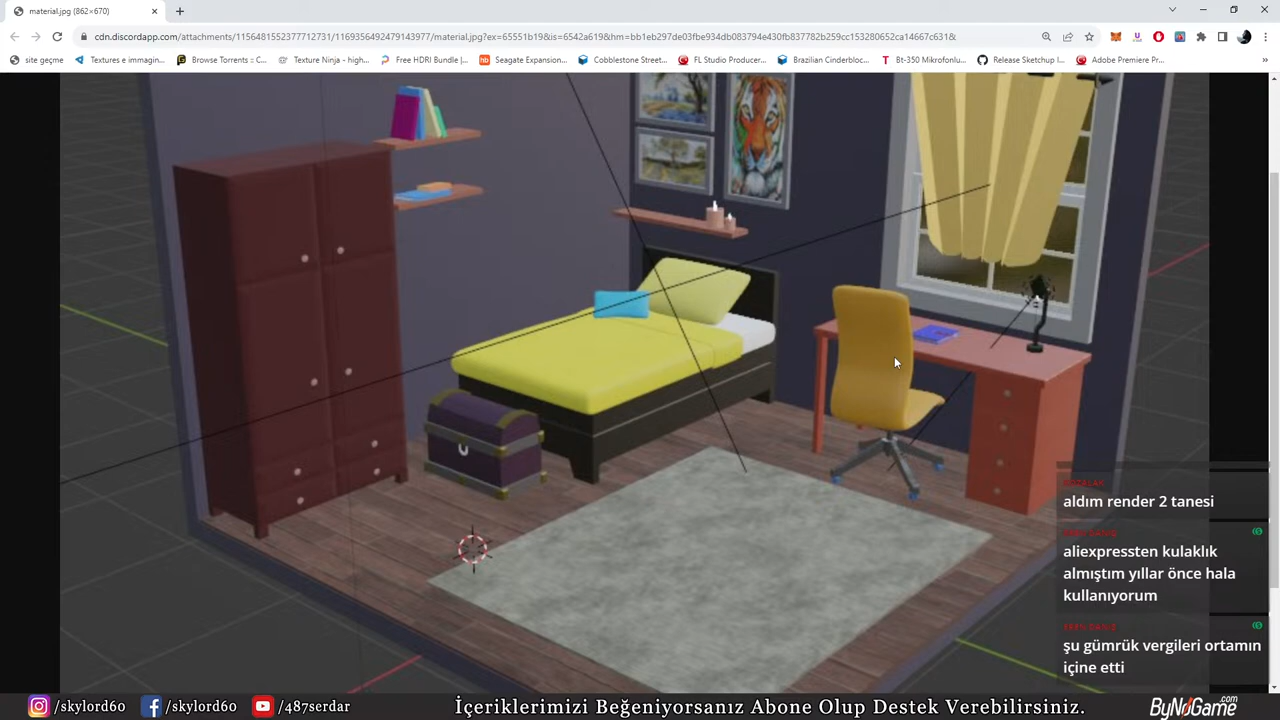 material.jpg (862×670)
cdn.discordapp.com/attachments/1156481552377712731/1169356492479143977/material.jpg?ex=65551b19&is=6542a619&hm=bb1eb297de03fbe934db083794e430fb837782b259cc153280652ca14667c631&
site geçme
Textures e immagin...
Browse Torrents :: C...
Texture Ninja - high...
Free HDRI Bundle |...
Seagate Expansion...
Cobblestone Street...
FL Studio Producer...
Brazilian Cinderbloc...
Bt-350 Mikrofonlu...
Release Sketchup I...
Adobe Premiere Pr...
aldım render 2 tanesi
aliexpressten kulaklık
almıştım yıllar önce hala
kullanıyorum
şu gümrük vergileri ortamın
içine etti
/skylord60
/skylord60
/487serdar
İçeriklerimizi Beğeniyorsanız Abone Olup Destek Verebilirsiniz.
ByNoGame.com